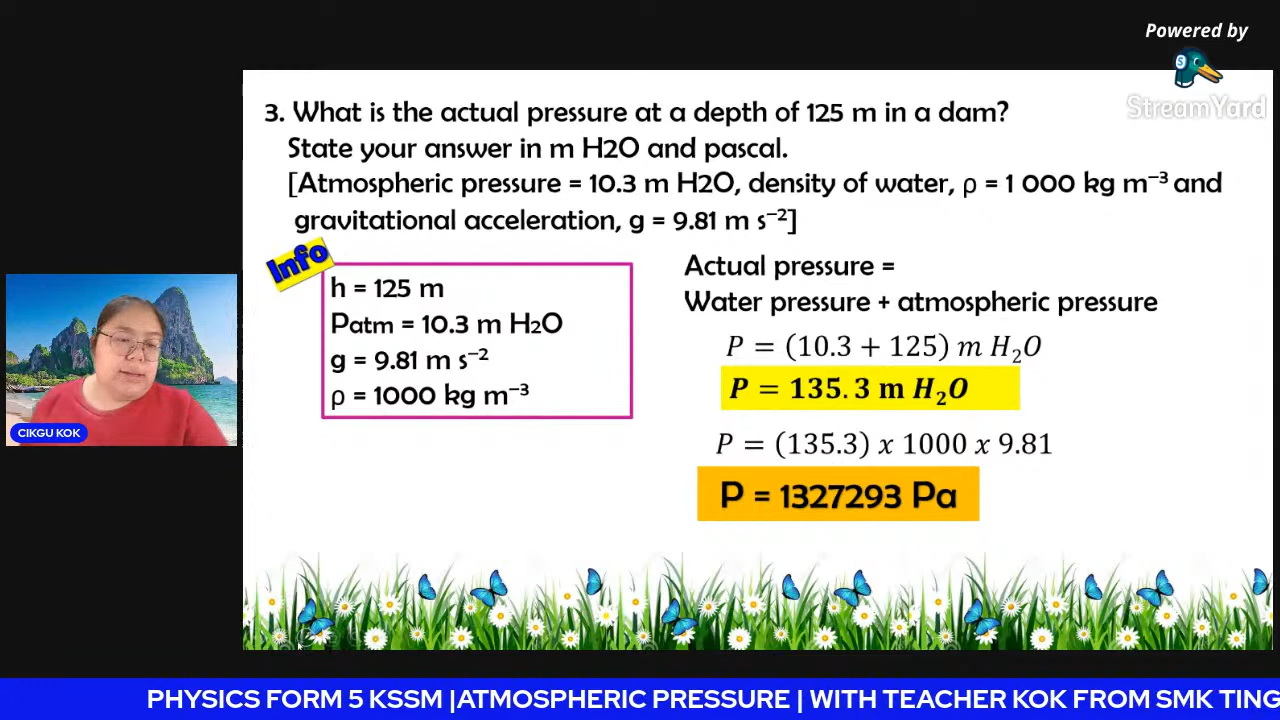 Powered by
StreamYard
3. What is the actual pressure at a depth of 125 m in a dam?
State your answer in m H2O and pascal.
[Atmospheric pressure = 10.3 m H2O, density of water, ρ = 1 000 kg m⁻³ and
gravitational acceleration, g = 9.81 m s⁻²]
Info
h = 125 m
Patm = 10.3 m H₂O
g = 9.81 m s⁻²
ρ = 1000 kg m⁻³
Actual pressure =
Water pressure + atmospheric pressure
P = (10.3 + 125) m H₂O
P = 135.3 m H₂O
P = (135.3) x 1000 x 9.81
P = 1327293 Pa
CIKGU KOK
PHYSICS FORM 5 KSSM |ATMOSPHERIC PRESSURE | WITH TEACHER KOK FROM SMK TING